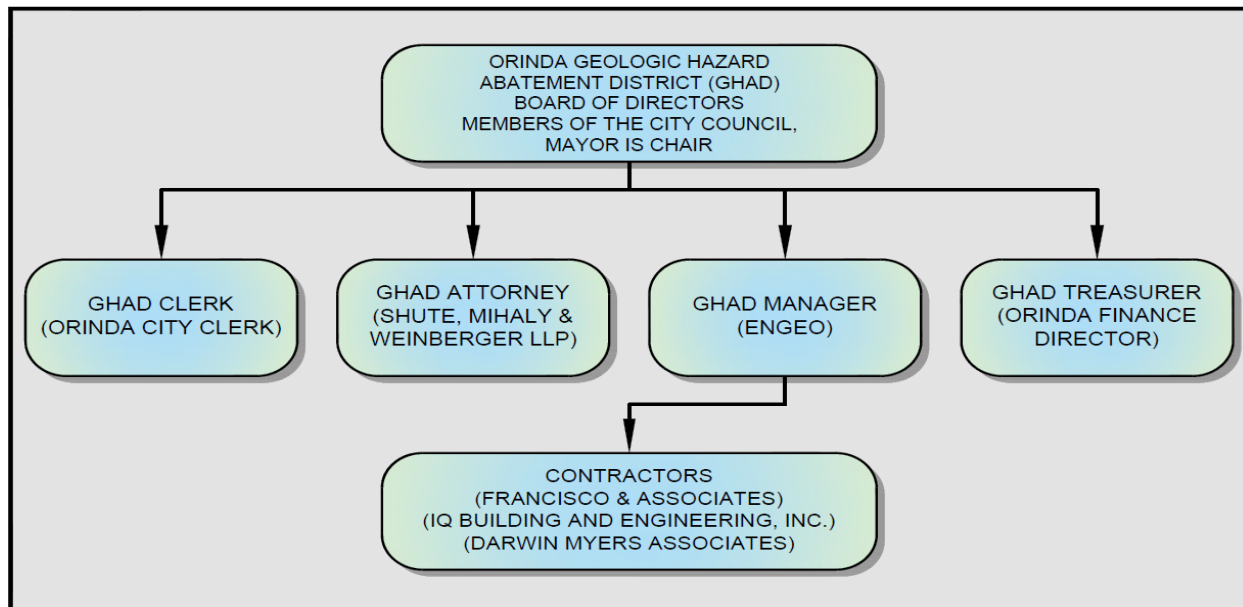 ORINDA GEOLOGIC HAZARD
ABATEMENT DISTRICT (GHAD)
BOARD OF DIRECTORS
MEMBERS OF THE CITY COUNCIL,
MAYOR IS CHAIR
GHAD CLERK
(ORINDA CITY CLERK)
GHAD ATTORNEY
(SHUTE, MIHALY &
WEINBERGER LLP)
GHAD MANAGER
(ENGEO)
GHAD TREASURER
(ORINDA FINANCE
DIRECTOR)
CONTRACTORS
(FRANCISCO & ASSOCIATES)
(IQ BUILDING AND ENGINEERING, INC.)
(DARWIN MYERS ASSOCIATES)